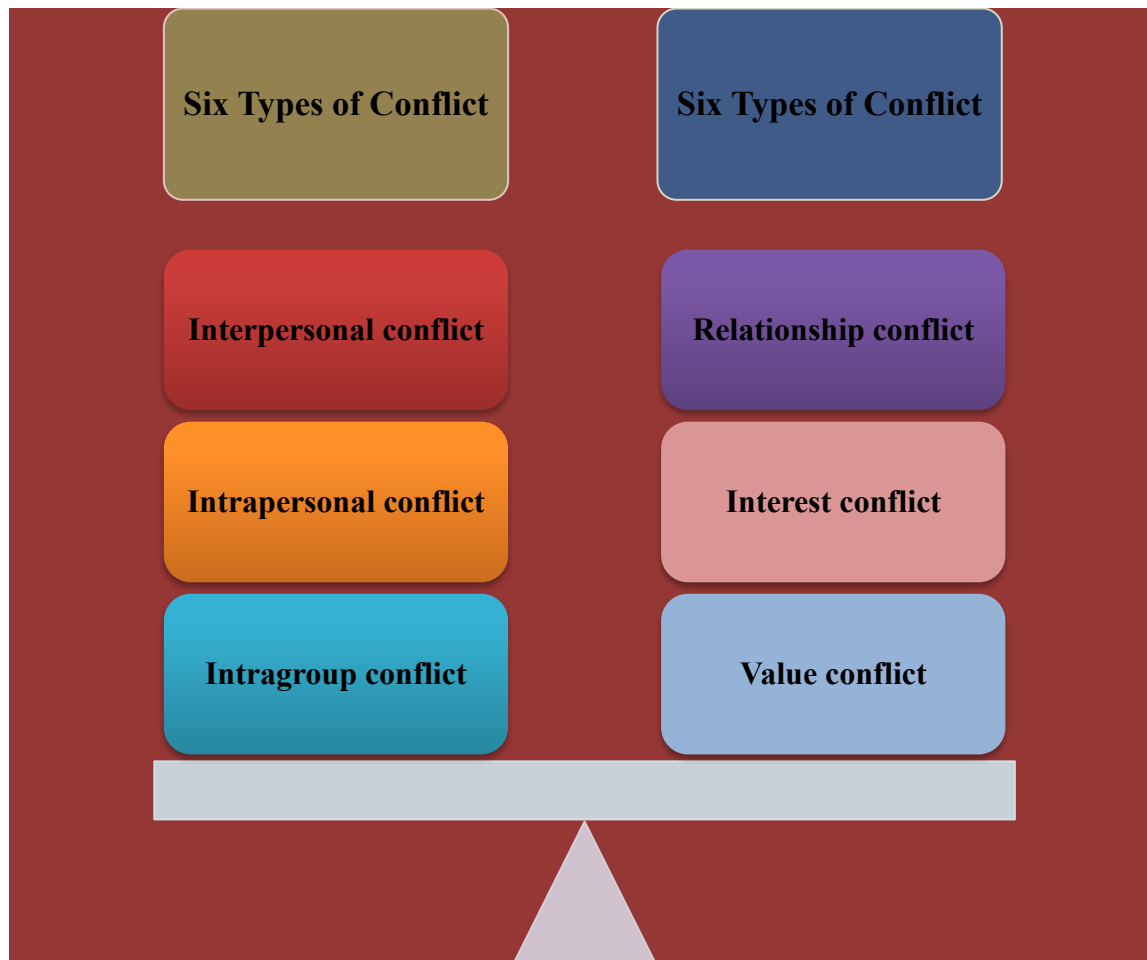 Six Types of Conflict
Six Types of Conflict
Interpersonal conflict
Relationship conflict
Intrapersonal conflict
Interest conflict
Intragroup conflict
Value conflict